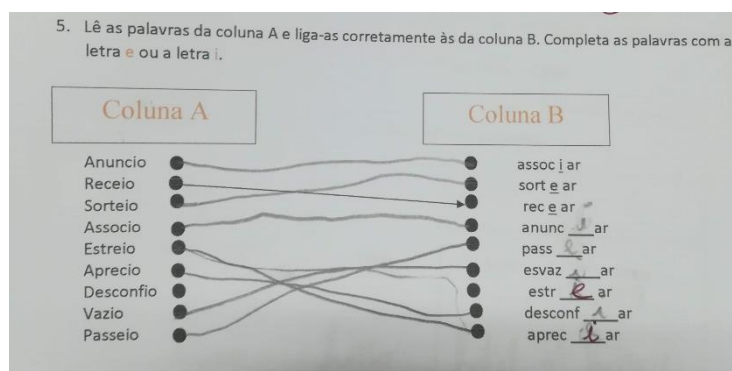 5. Lê as palavras da coluna A e liga-as corretamente às da coluna B. Completa as palavras com a
letra e ou a letra i.
Coluna A
Coluna B
Anuncio
assoc i ar
Receio
sort e ar
Sorteio
rec e ar
Associo
anunc i ar
Estreio
pass e ar
Aprecio
esvaz i ar
Desconfio
estr e ar
Vazio
desconf i ar
Passeio
aprec i ar